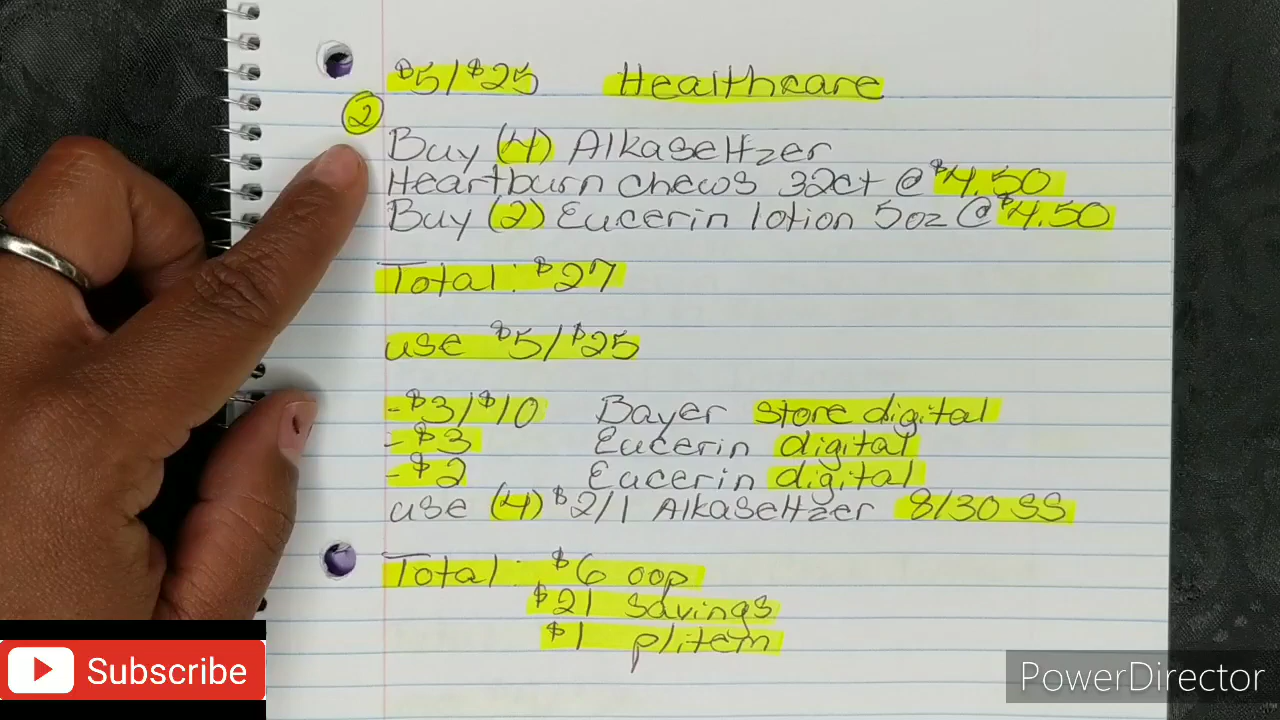 $5/$25 Healthcare
2
Buy (4) AlkaSeltzer
Heartburn chews 32ct @ $4.50
Buy (2) Eucerin lotion 5oz @ $4.50
Total: $27
use $5/$25
-$3/$10 Bayer store digital
-$3 Eucerin digital
-$2 Eucerin digital
use (4) $2/1 AlkaSeltzer 8/30 SS
Total: $6 oop
$21 savings
$1 p/item
Subscribe
PowerDirector